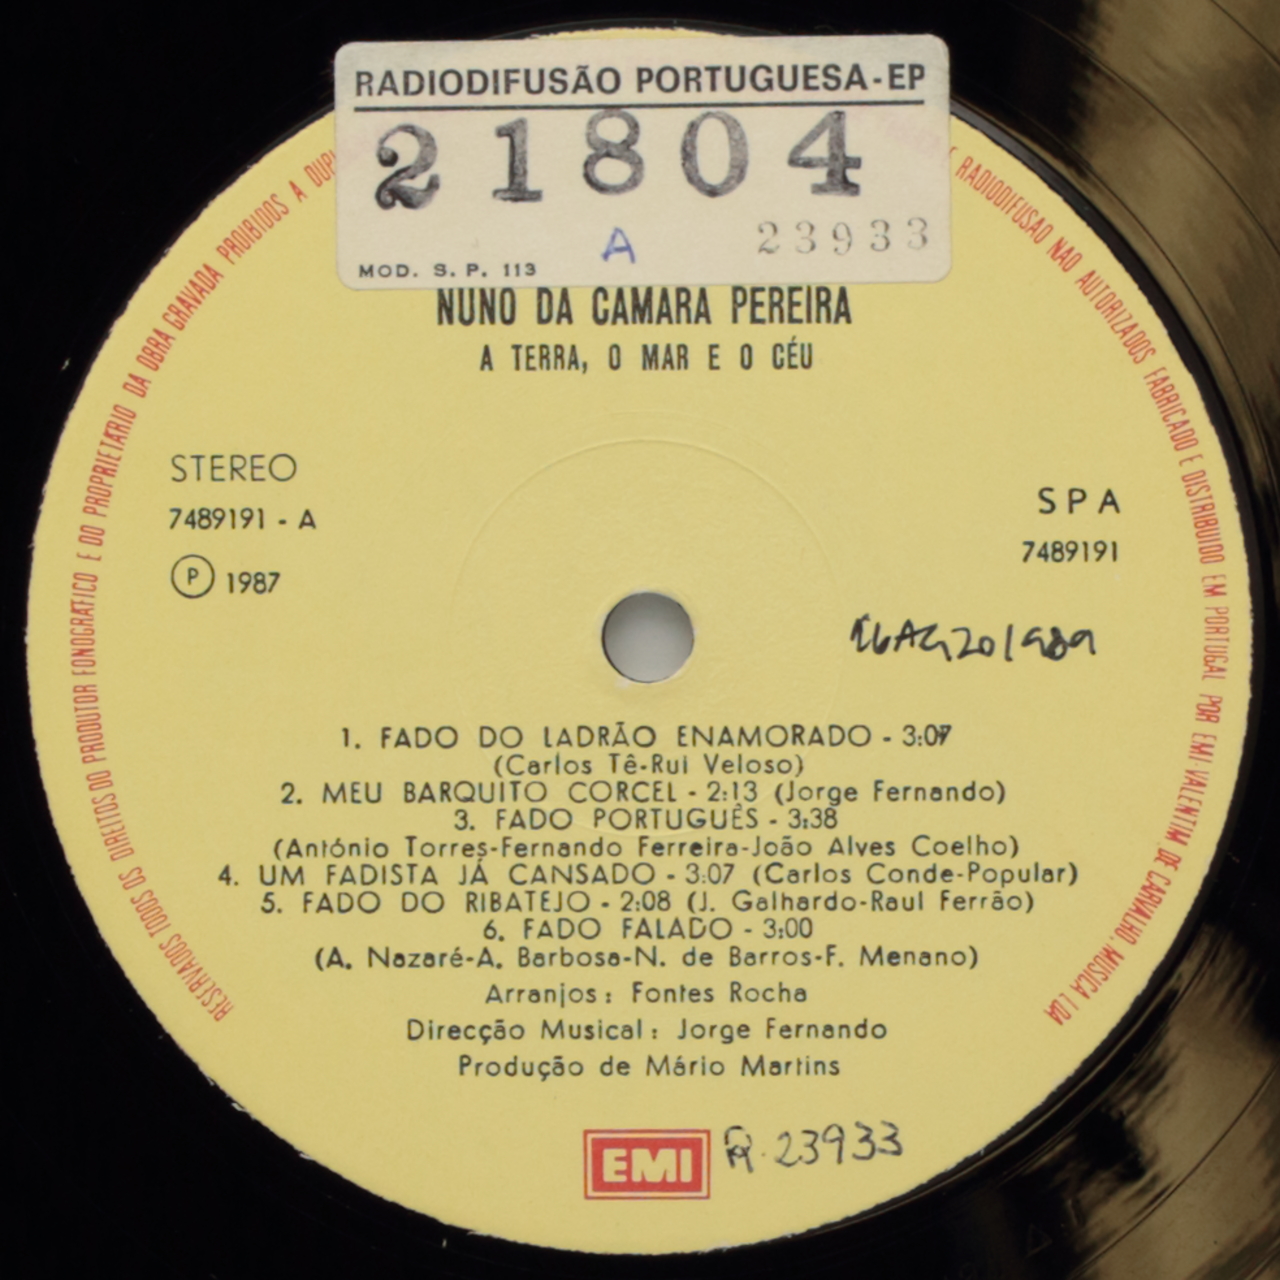 RADIODIFUSÃO PORTUGUESA-EP
21804
A
23933
MOD. S. P. 113
NUNO DA CAMARA PEREIRA
A TERRA, O MAR E O CÉU
STEREO
7489191 - A
P 1987
SPA
7489191
1. FADO DO LADRÃO ENAMORADO - 3:07
(Carlos Tê-Rui Veloso)
2. MEU BARQUITO CORCEL - 2:13 (Jorge Fernando)
3. FADO PORTUGUÊS - 3:38
(António Torres-Fernando Ferreira-João Alves Coelho)
4. UM FADISTA JÁ CANSADO - 3:07 (Carlos Conde-Popular)
5. FADO DO RIBATEJO - 2:08 (J. Galhardo-Raul Ferrão)
6. FADO FALADO - 3:00
(A. Nazaré-A. Barbosa-N. de Barros-F. Menano)
Arranjos: Fontes Rocha
Direcção Musical: Jorge Fernando
Produção de Mário Martins
EMI
R. 23933
RESERVADOS TODOS OS DIREITOS DO PRODUTOR FONOGRAFICO E DO PROPRIETARIO DA OBRA GRAVADA PROIBIDOS A
RADIODIFUSAO NAO AUTORIZADOS FABRICADO E DISTRIBUIDO EM PORTUGAL POR EMI-VALENTIM DE CARVALHO, MUSICA LDA